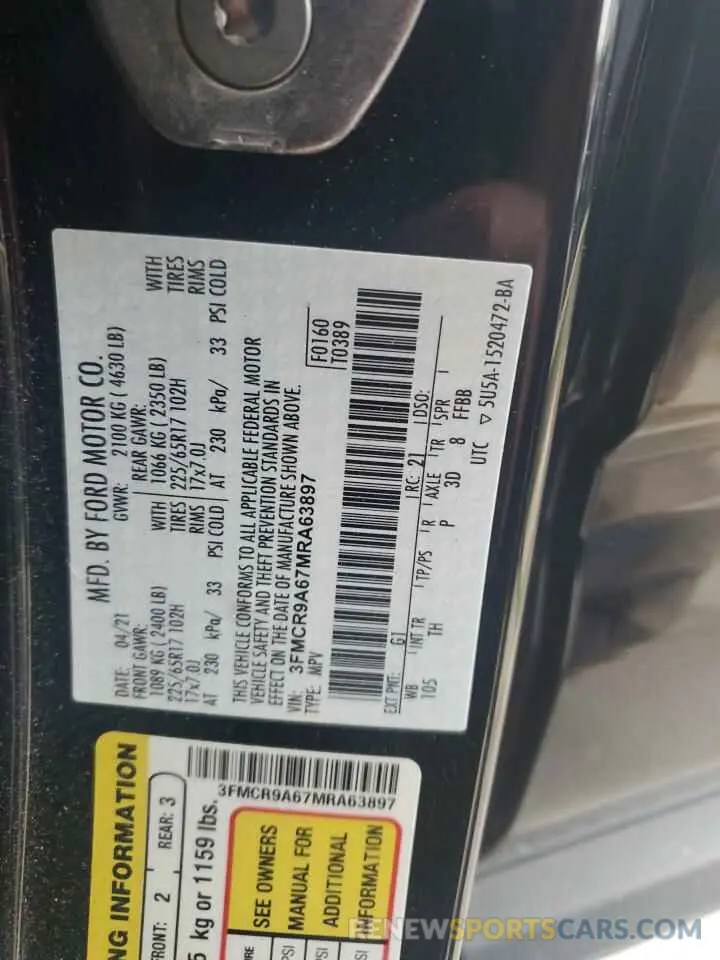 MFD. BY FORD MOTOR CO.
DATE: 04/21 GVWR: 2100 KG ( 4630 LB)
FRONT GAWR: REAR GAWR:
1089 KG ( 2400 LB) WITH 1066 KG ( 2350 LB) WITH
225/65R17 102H TIRES 225/65R17 102H TIRES
17x7.0J RIMS 17x7.0J RIMS
AT 230 kPa/ 33 PSI COLD AT 230 kPa/ 33 PSI COLD
THIS VEHICLE CONFORMS TO ALL APPLICABLE FEDERAL MOTOR
VEHICLE SAFETY AND THEFT PREVENTION STANDARDS IN
EFFECT ON THE DATE OF MANUFACTURE SHOWN ABOVE.
VIN: 3FMCR9A67MRA63897
TYPE: MPV
F0160
T0389
EXT PNT: G1 RC: 21 DSO:
WB INT TR TP/PS R AXLE TR SPR
105 TH P 3D 8 FFBB
UTC ▽ 5U5A-1520472-BA
NG INFORMATION
FRONT: 2 REAR: 3
5 kg or 1159 lbs.
3FMCR9A67MRA63897
SEE OWNERS
MANUAL FOR
ADDITIONAL
INFORMATION
RENEWSPORTSCARS.COM